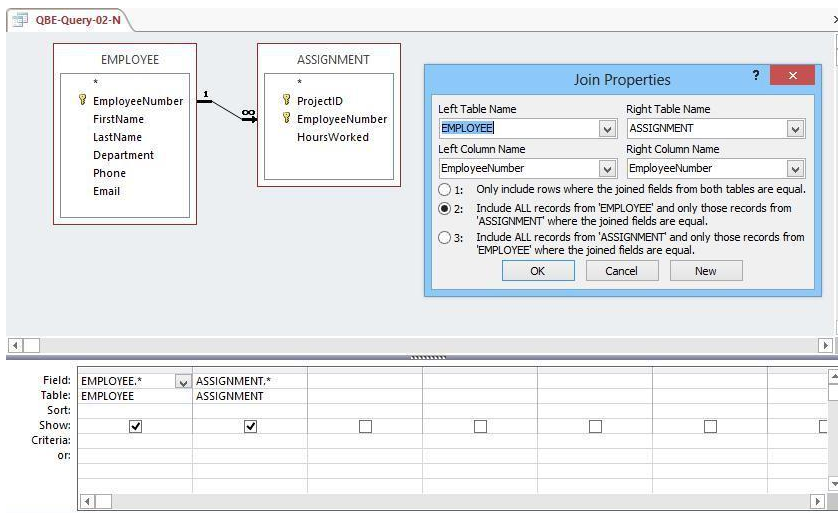 QBE-Query-02-N
EMPLOYEE
*
EmployeeNumber
FirstName
LastName
Department
Phone
Email
1
∞
ASSIGNMENT
*
ProjectID
EmployeeNumber
HoursWorked
Join Properties
?
Left Table Name Right Table Name
EMPLOYEE ASSIGNMENT
Left Column Name Right Column Name
EmployeeNumber EmployeeNumber
1: Only include rows where the joined fields from both tables are equal.
2: Include ALL records from 'EMPLOYEE' and only those records from
'ASSIGNMENT' where the joined fields are equal.
3: Include ALL records from 'ASSIGNMENT' and only those records from
'EMPLOYEE' where the joined fields are equal.
OK Cancel New
Field: EMPLOYEE.* ASSIGNMENT.*
Table: EMPLOYEE ASSIGNMENT
Sort:
Show:
Criteria:
or: